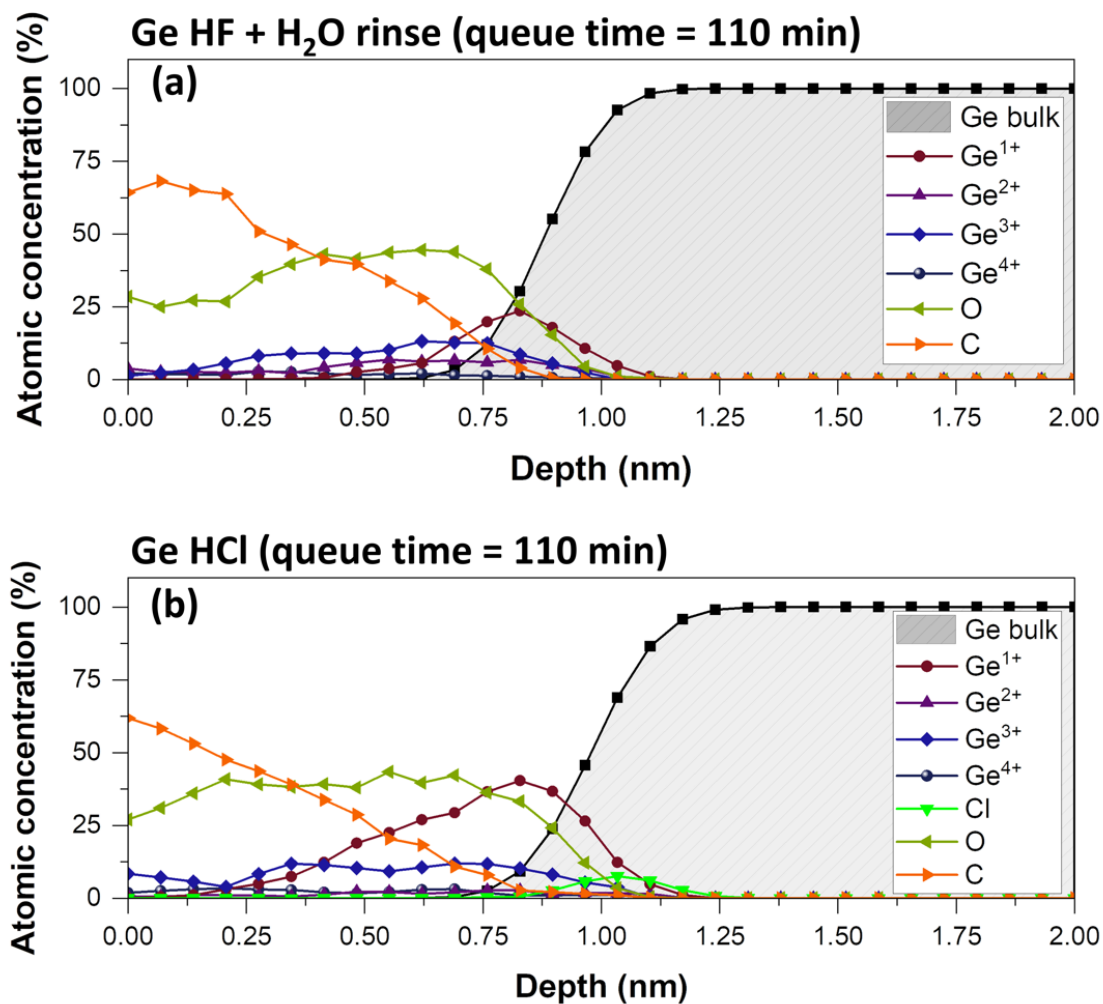 Ge HF + H₂O rinse (queue time = 110 min)
(a)
Atomic concentration (%)
100
75
50
25
0
Ge bulk
Ge¹⁺
Ge²⁺
Ge³⁺
Ge⁴⁺
O
C
0.00 0.25 0.50 0.75 1.00 1.25 1.50 1.75 2.00
Depth (nm)
Ge HCl (queue time = 110 min)
(b)
Atomic concentration (%)
100
75
50
25
0
Ge bulk
Ge¹⁺
Ge²⁺
Ge³⁺
Ge⁴⁺
Cl
O
C
0.00 0.25 0.50 0.75 1.00 1.25 1.50 1.75 2.00
Depth (nm)